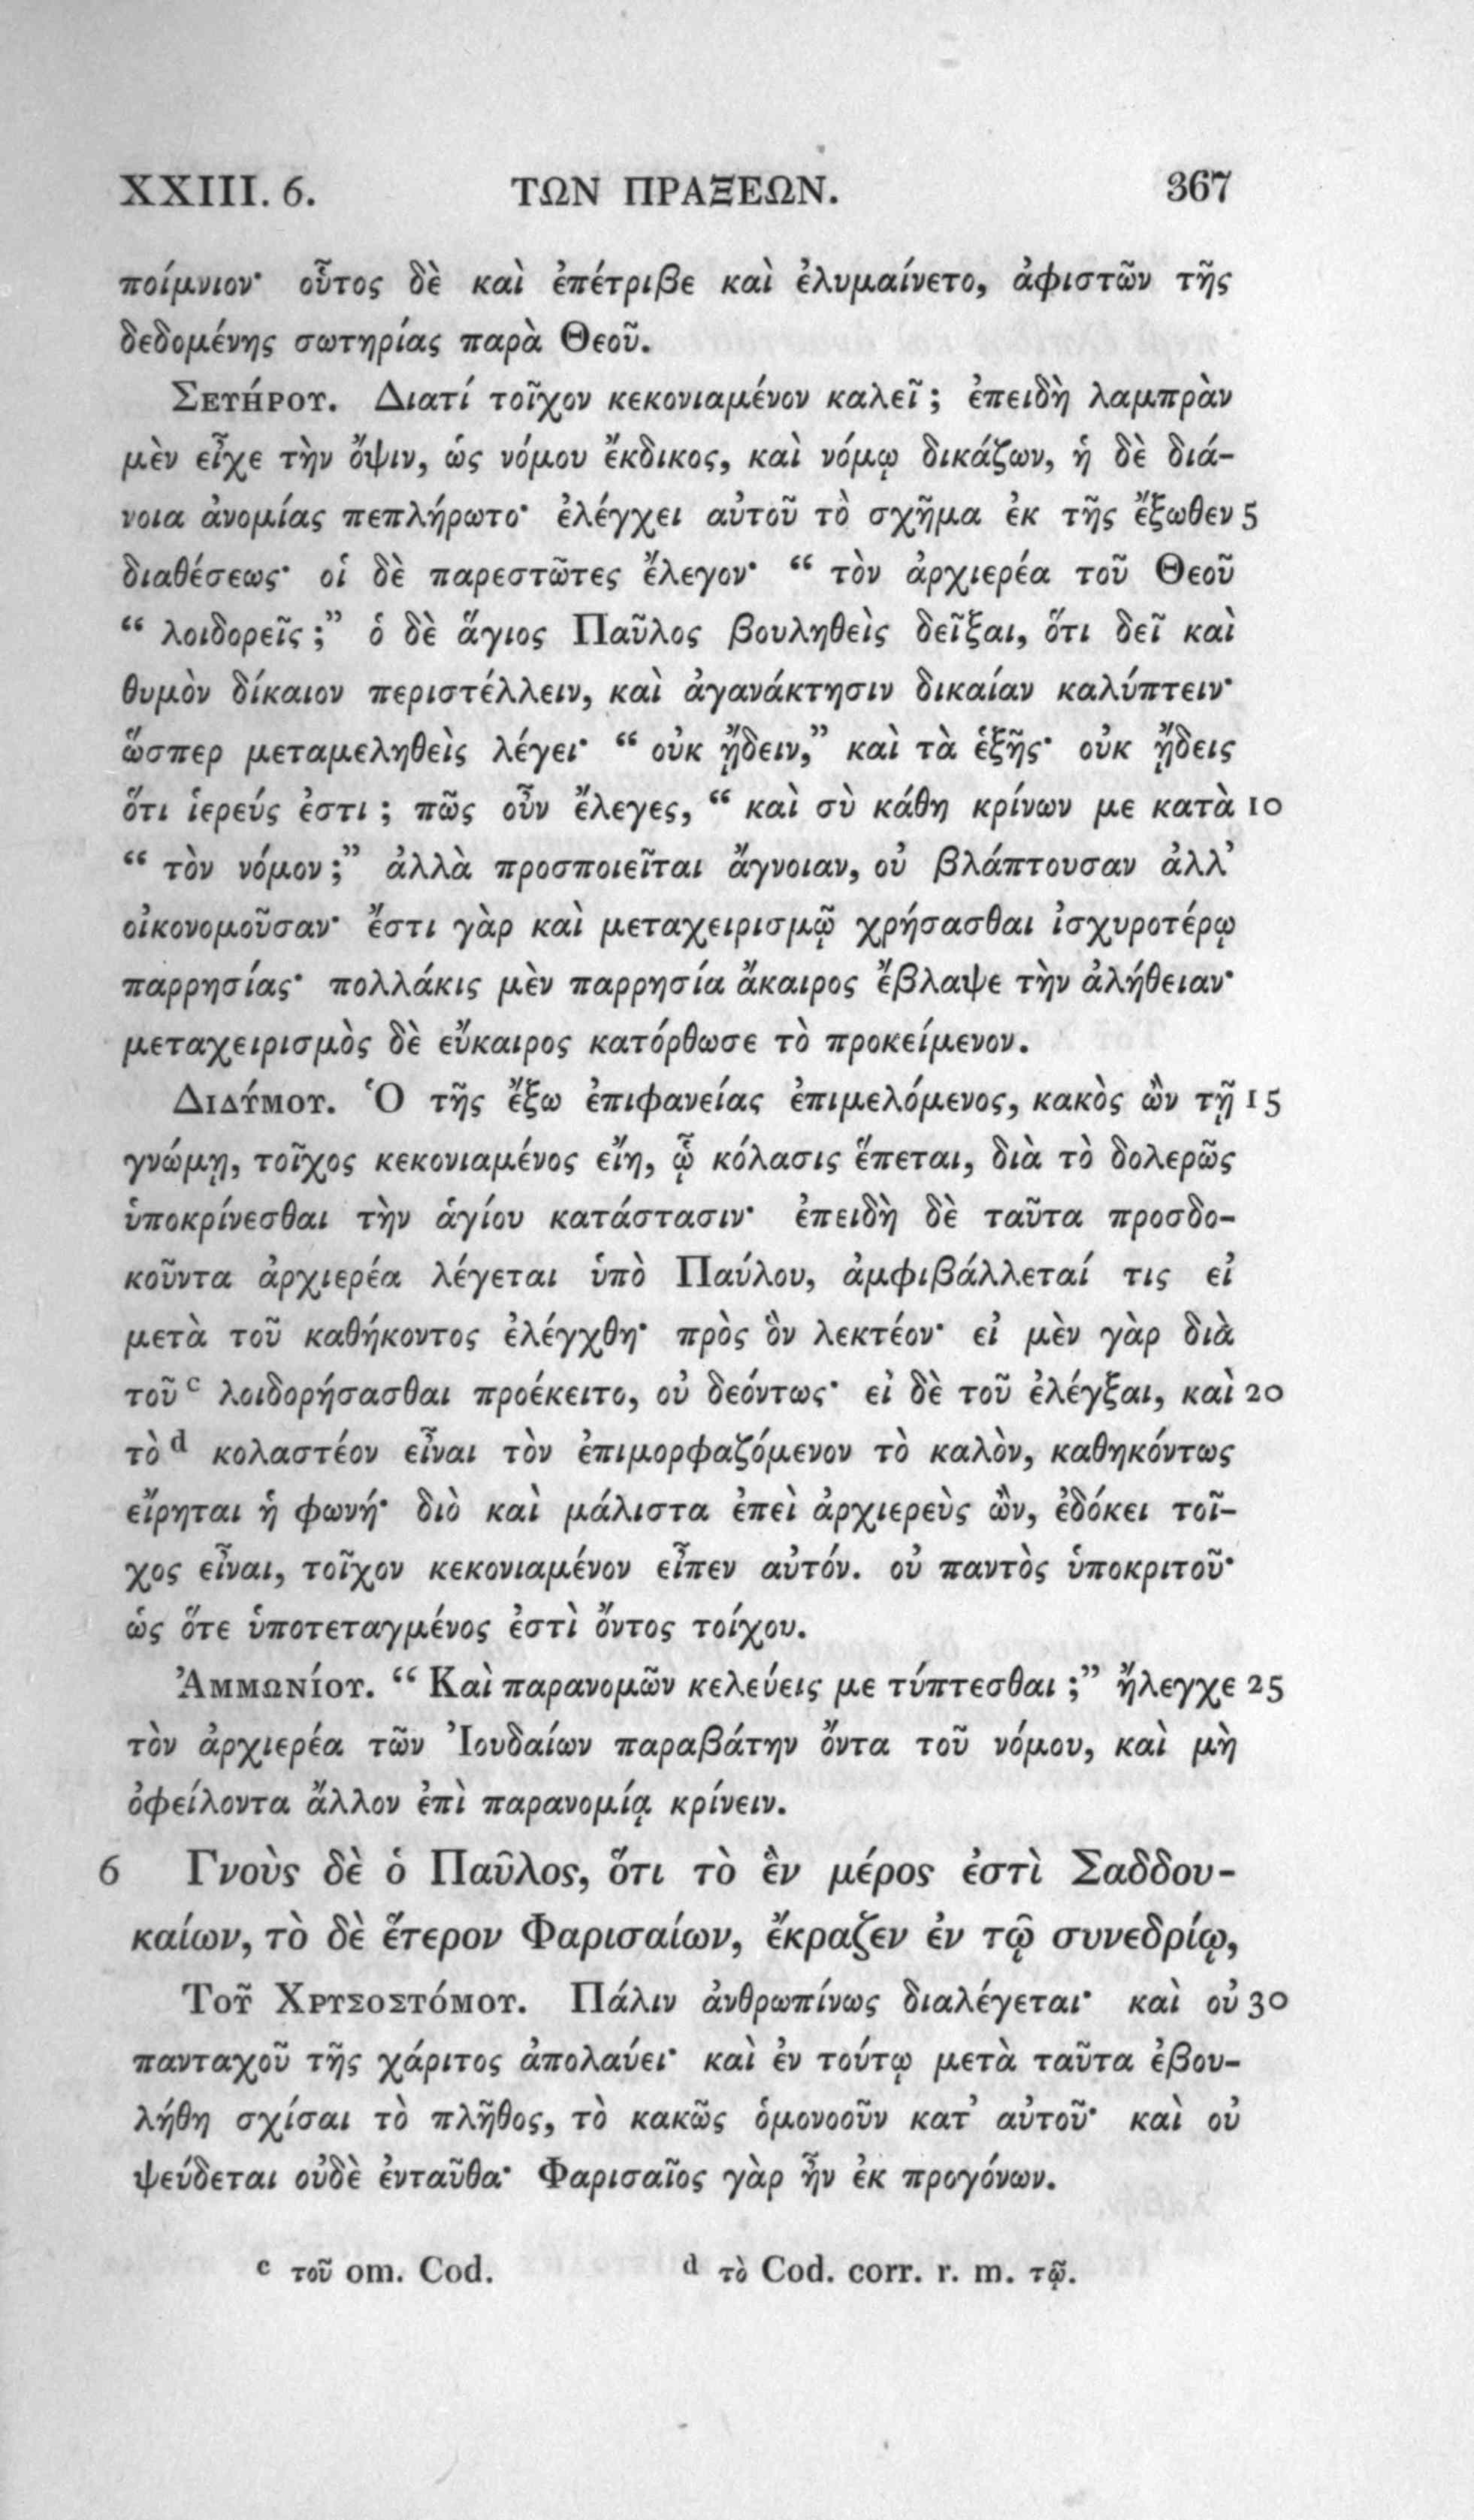 XXIII. 6. ΤΩΝ ΠΡΑΞΕΩΝ. 367
ποίμνιον· οὗτος δὲ καὶ ἐπέτριβε καὶ ἐλυμαίνετο, ἀφιστῶν τῆς
δεδομένης σωτηρίας παρὰ Θεοῦ.
Σετήροτ. Διατί τοῖχον κεκονιαμένον καλεῖ; ἐπειδὴ λαμπρὰν
μὲν εἶχε τὴν ὄψιν, ὡς νόμου ἔκδικος, καὶ νόμῳ δικάζων, ἡ δὲ διά-
νοια ἀνομίας πεπλήρωτο· ἐλέγχει αὐτοῦ τὸ σχῆμα ἐκ τῆς ἔξωθεν 5
διαθέσεως· οἱ δὲ παρεστῶτες ἔλεγον· “ τὸν ἀρχιερέα τοῦ Θεοῦ
“ λοιδορεῖς;” ὁ δὲ ἅγιος Παῦλος βουληθεὶς δεῖξαι, ὅτι δεῖ καὶ
θυμὸν δίκαιον περιστέλλειν, καὶ ἀγανάκτησιν δικαίαν καλύπτειν·
ὥσπερ μεταμεληθεὶς λέγει· “ οὐκ ᾔδειν,” καὶ τὰ ἑξῆς· οὐκ ᾔδεις
ὅτι ἱερεύς ἐστι; πῶς οὖν ἔλεγες, “ καὶ σὺ κάθη κρίνων με κατὰ 10
“ τὸν νόμον;” ἀλλὰ προσποιεῖται ἄγνοιαν, οὐ βλάπτουσαν ἀλλ’
οἰκονομοῦσαν· ἔστι γὰρ καὶ μεταχειρισμῷ χρήσασθαι ἰσχυροτέρῳ
παρρησίας· πολλάκις μὲν παρρησία ἄκαιρος ἔβλαψε τὴν ἀλήθειαν·
μεταχειρισμὸς δὲ εὔκαιρος κατόρθωσε τὸ προκείμενον.
Διδύμου. Ὁ τῆς ἔξω ἐπιφανείας ἐπιμελόμενος, κακὸς ὢν τῇ 15
γνώμῃ, τοῖχος κεκονιαμένος εἴη, ᾧ κόλασις ἕπεται, διὰ τὸ δολερῶς
ὑποκρίνεσθαι τὴν ἁγίου κατάστασιν· ἐπειδὴ δὲ ταῦτα προσδο-
κοῦντα ἀρχιερέα λέγεται ὑπὸ Παύλου, ἀμφιβάλλεταί τις εἰ
μετὰ τοῦ καθήκοντος ἐλέγχθη· πρὸς ὃν λεκτέον· εἰ μὲν γὰρ διὰ
τοῦ c λοιδορήσασθαι προέκειτο, οὐ δεόντως· εἰ δὲ τοῦ ἐλέγξαι, καὶ 20
τὸ d κολαστέον εἶναι τὸν ἐπιμορφαζόμενον τὸ καλὸν, καθηκόντως
εἴρηται ἡ φωνή· διὸ καὶ μάλιστα ἐπεὶ ἀρχιερεὺς ὢν, ἐδόκει τοῖ-
χος εἶναι, τοῖχον κεκονιαμένον εἶπεν αὐτόν. οὐ παντὸς ὑποκριτοῦ·
ὡς ὅτε ὑποτεταγμένος ἐστὶ ὄντος τοίχου.
Ἀμμωνίου. “ Καὶ παρανομῶν κελεύεις με τύπτεσθαι;” ἤλεγχε 25
τὸν ἀρχιερέα τῶν Ἰουδαίων παραβάτην ὄντα τοῦ νόμου, καὶ μὴ
ὀφείλοντα ἄλλον ἐπὶ παρανομίᾳ κρίνειν.
6 Γνοὺς δὲ ὁ Παῦλος, ὅτι τὸ ἓν μέρος ἐστὶ Σαδδου-
καίων, τὸ δὲ ἕτερον Φαρισαίων, ἔκραζεν ἐν τῷ συνεδρίῳ,
Τοῦ Χρυσοστόμου. Πάλιν ἀνθρωπίνως διαλέγεται· καὶ οὐ 30
πανταχοῦ τῆς χάριτος ἀπολαύει· καὶ ἐν τούτῳ μετὰ ταῦτα ἐβου-
λήθη σχίσαι τὸ πλῆθος, τὸ κακῶς ὁμονοοῦν κατ’ αὐτοῦ· καὶ οὐ
ψεύδεται οὐδὲ ἐνταῦθα· Φαρισαῖος γὰρ ἦν ἐκ προγόνων.
c τοῦ om. Cod. d τὸ Cod. corr. r. m. τῷ.